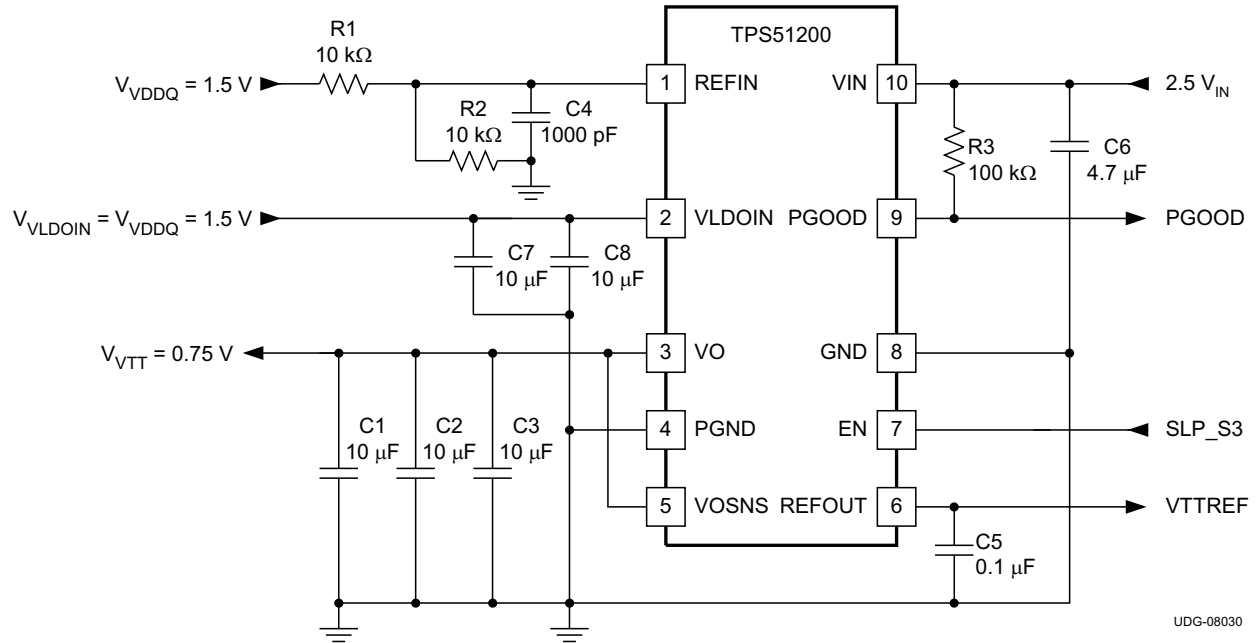 TPS51200
R1
10 kΩ
V_VDDQ = 1.5 V
1
REFIN
VIN
10
2.5 V_IN
R2
10 kΩ
C4
1000 pF
R3
100 kΩ
C6
4.7 µF
V_VLDOIN = V_VDDQ = 1.5 V
2
VLDOIN
PGOOD
9
PGOOD
C7
10 µF
C8
10 µF
V_VTT = 0.75 V
3
VO
GND
8
C1
10 µF
C2
10 µF
C3
10 µF
4
PGND
EN
7
SLP_S3
5
VOSNS
REFOUT
6
VTTREF
C5
0.1 µF
UDG-08030